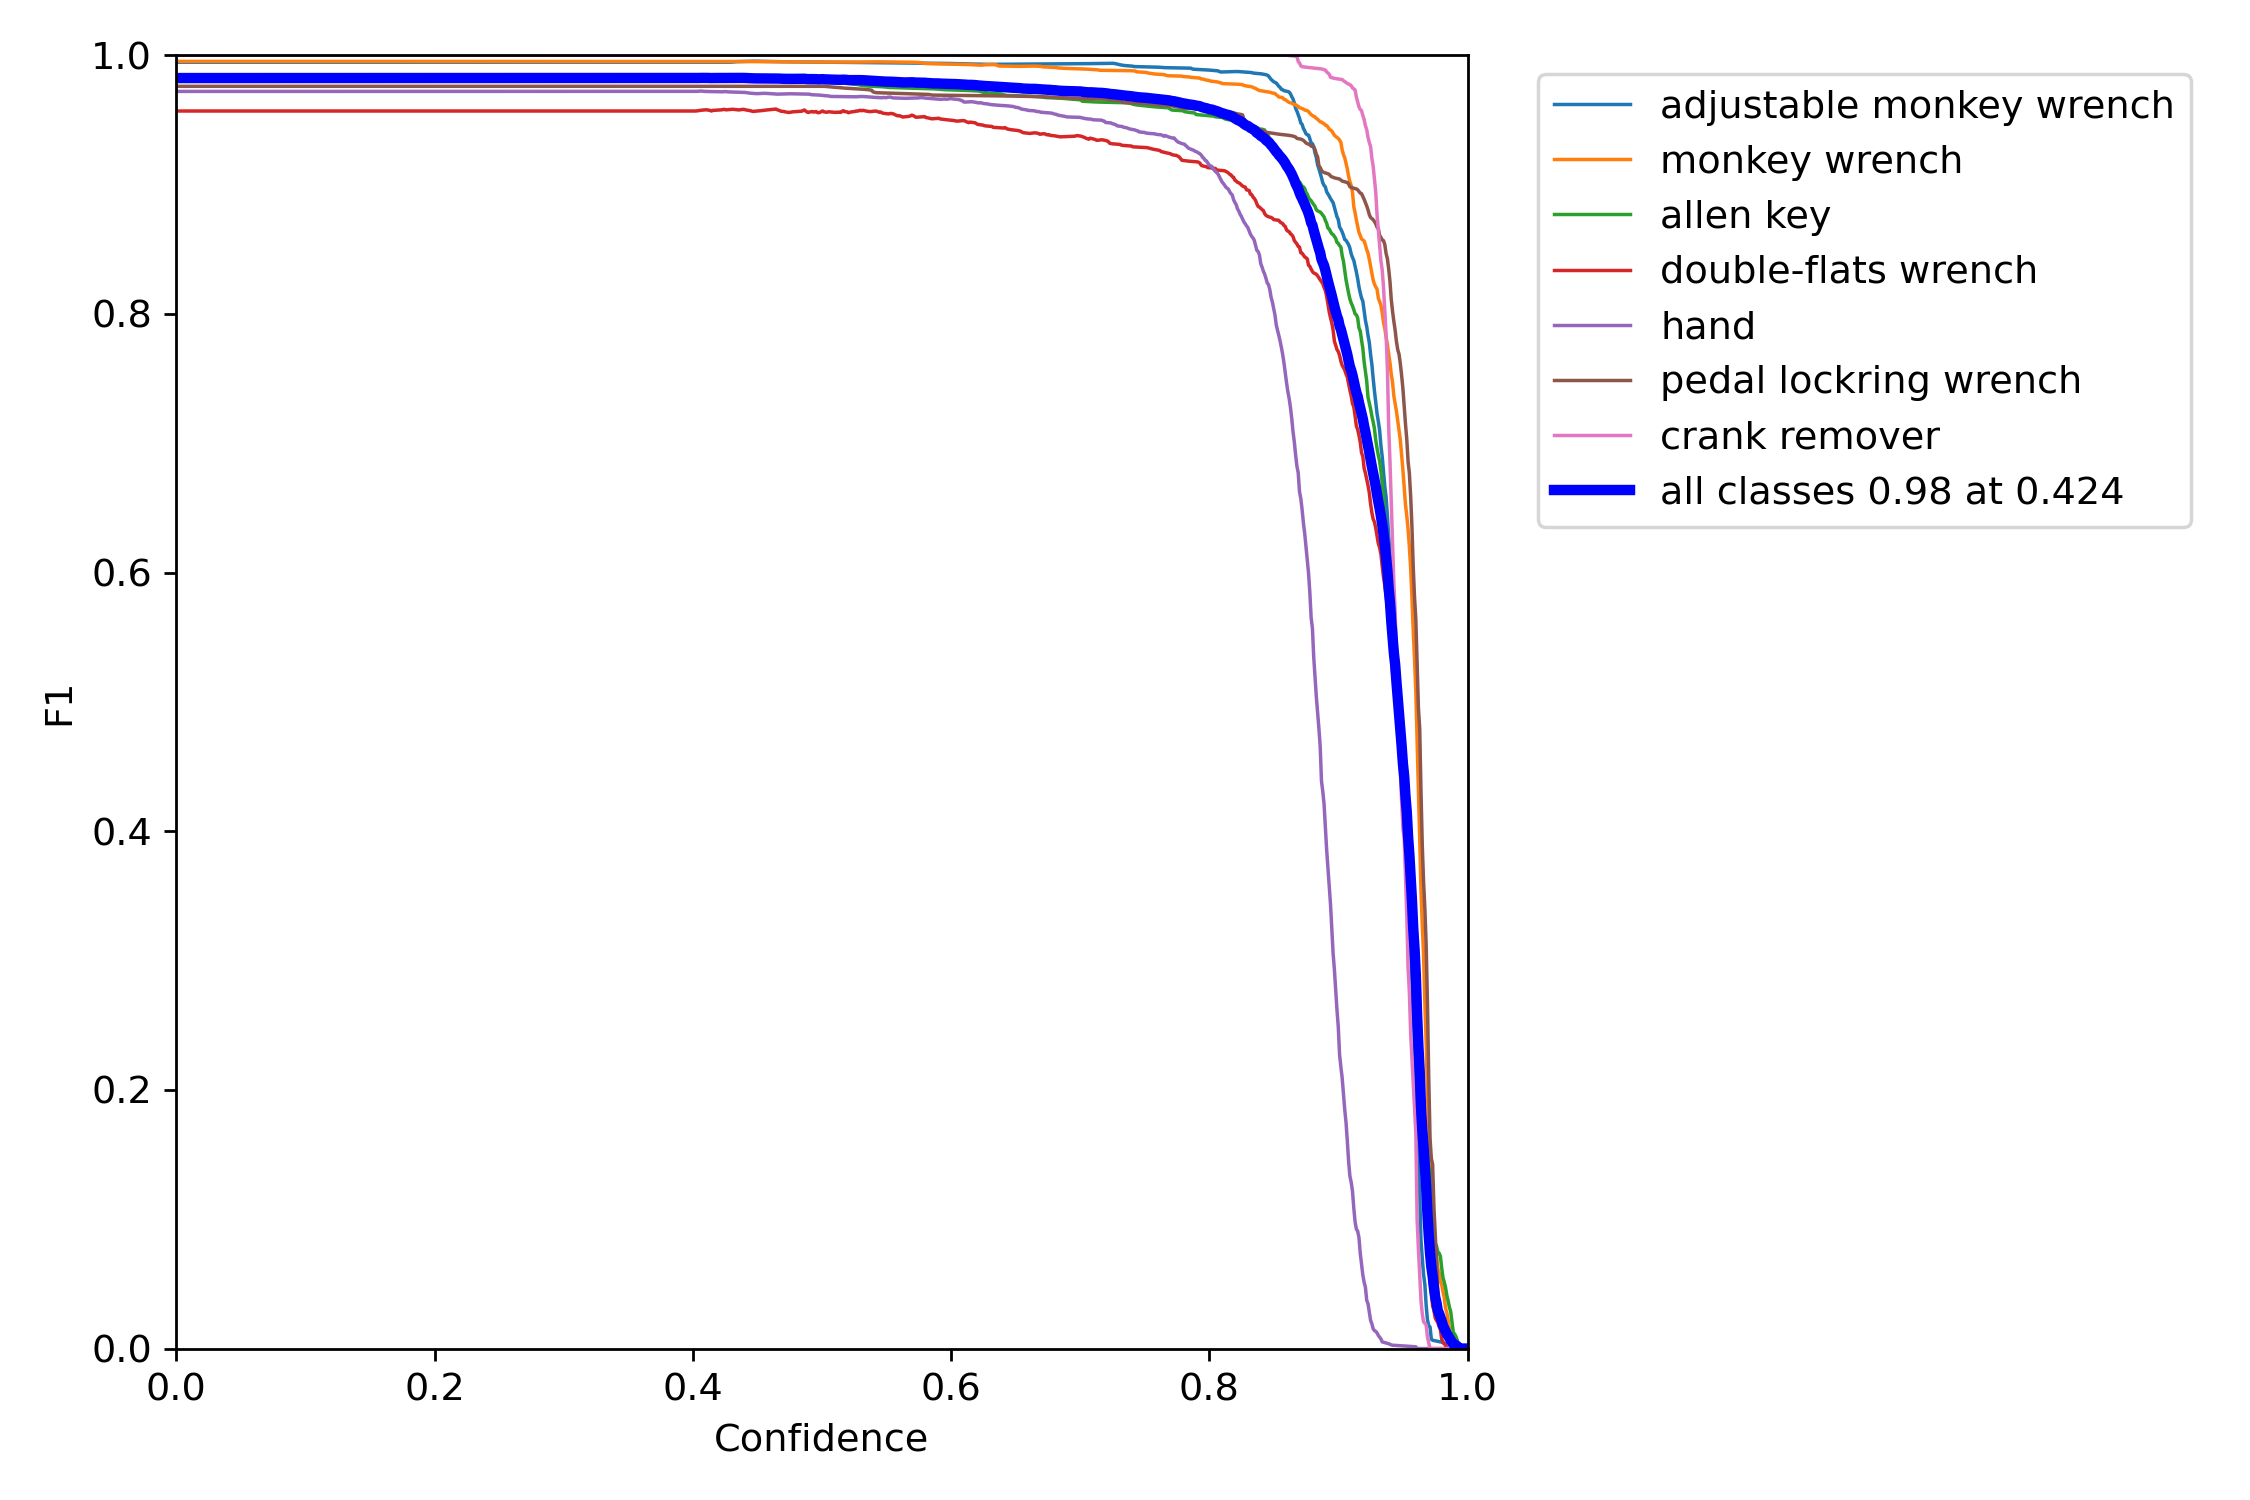 1.0
0.8
0.6
0.4
0.2
0.0
F1
0.0 0.2 0.4 0.6 0.8 1.0
Confidence
adjustable monkey wrench
monkey wrench
allen key
double-flats wrench
hand
pedal lockring wrench
crank remover
all classes 0.98 at 0.424